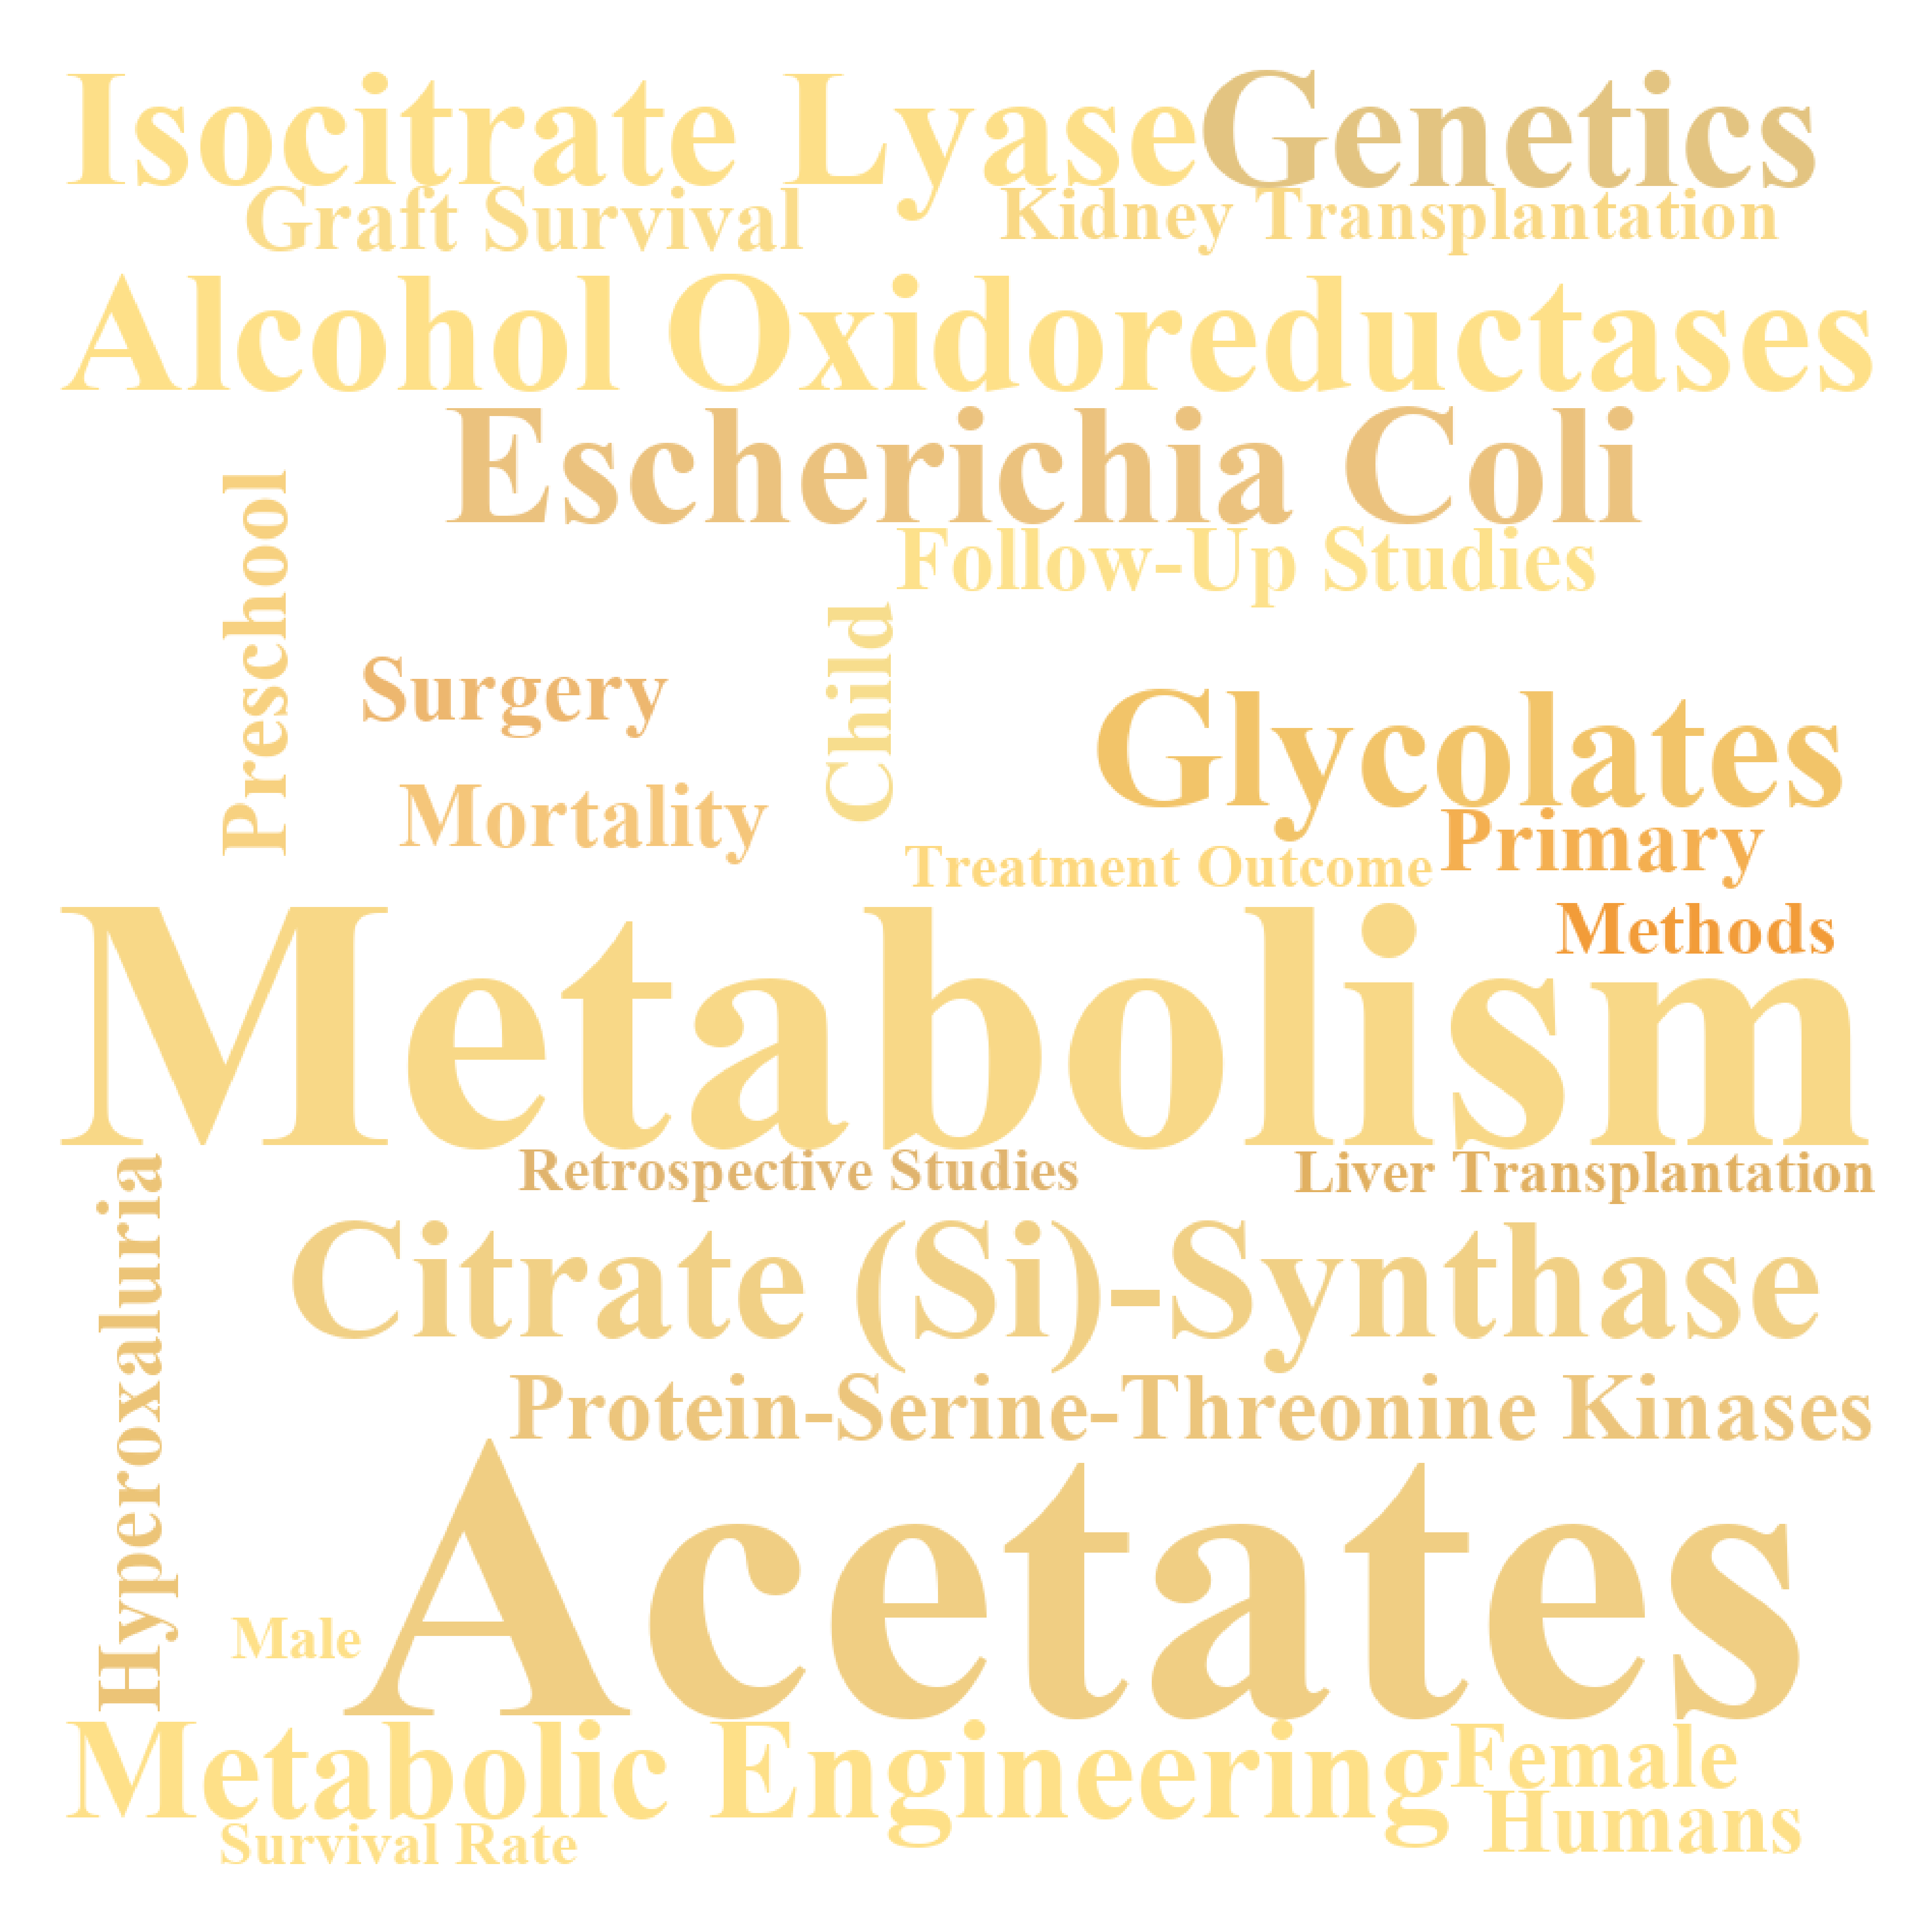 Isocitrate Lyase Genetics
Graft Survival Kidney Transplantation
Alcohol Oxidoreductases
Escherichia Coli
Preschool
Follow-Up Studies
Child
Surgery
Glycolates
Mortality
Primary
Treatment Outcome
Methods
Metabolism
Retrospective Studies Liver Transplantation
Hyperoxaluria
Citrate (Si)-Synthase
Protein-Serine-Threonine Kinases
Acetates
Male
Metabolic Engineering
Female
Humans
Survival Rate